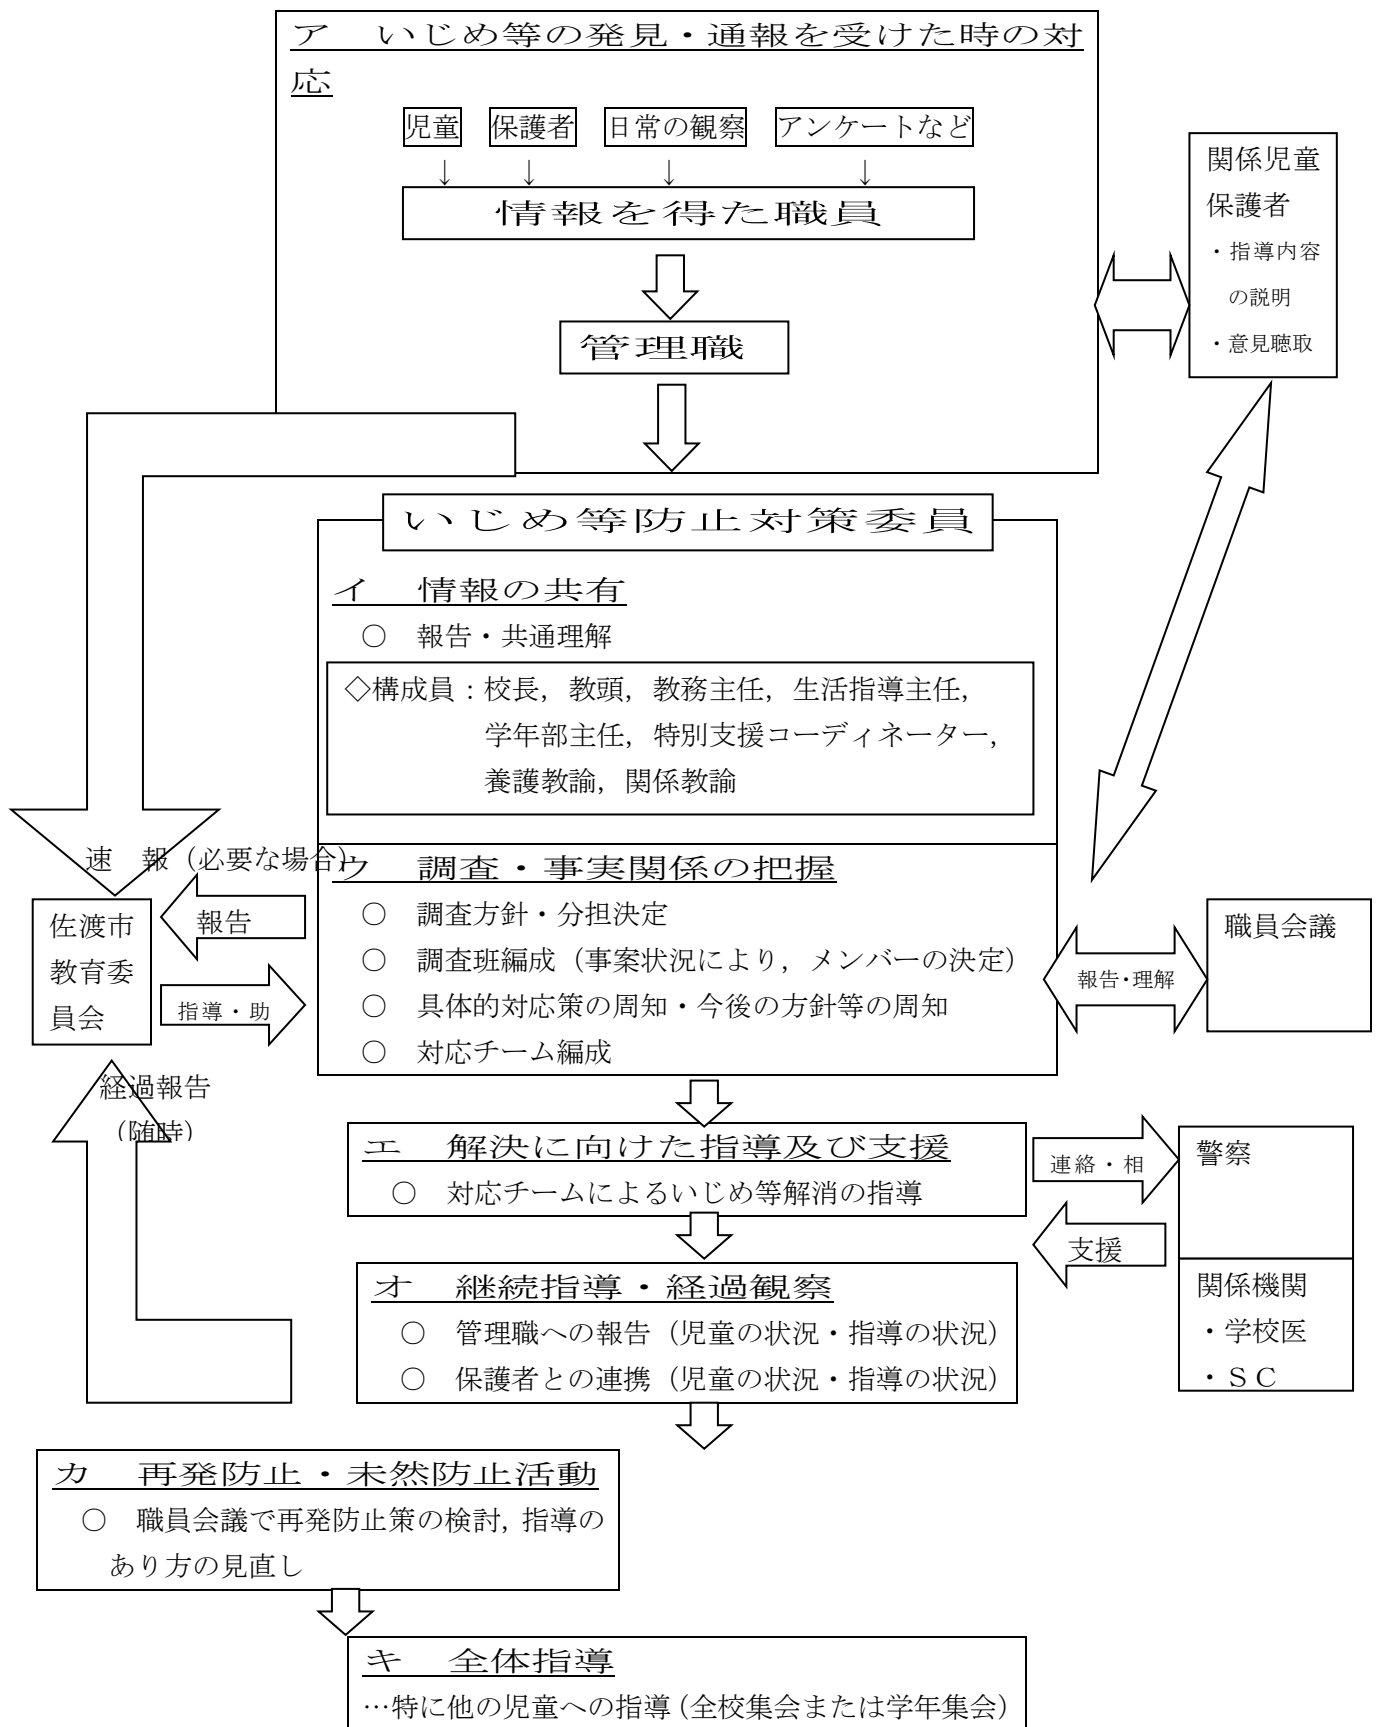 ア　いじめ等の発見・通報を受けた時の対
応
児童
保護者
日常の観察
アンケートなど
↓
↓
↓
↓
情報を得た職員
管理職
関係児童
保護者
・指導内容
の説明
・意見聴取
いじめ等防止対策委員
イ　情報の共有
○　報告・共通理解
◇構成員：校長，教頭，教務主任，生活指導主任，
学年部主任，特別支援コーディネーター，
養護教諭，関係教諭
速　報（必要な場合）
ウ　調査・事実関係の把握
○　調査方針・分担決定
○　調査班編成（事案状況により，メンバーの決定）
○　具体的対応策の周知・今後の方針等の周知
○　対応チーム編成
報告
佐渡市
教育委
員会
指導・助
報告・理解
職員会議
経過報告
（随時）
エ　解決に向けた指導及び支援
○　対応チームによるいじめ等解消の指導
連絡・相
支援
警察
関係機関
・学校医
・ＳＣ
オ　継続指導・経過観察
○　管理職への報告（児童の状況・指導の状況）
○　保護者との連携（児童の状況・指導の状況）
カ　再発防止・未然防止活動
○　職員会議で再発防止策の検討，指導の
あり方の見直し
キ　全体指導
…特に他の児童への指導（全校集会または学年集会）